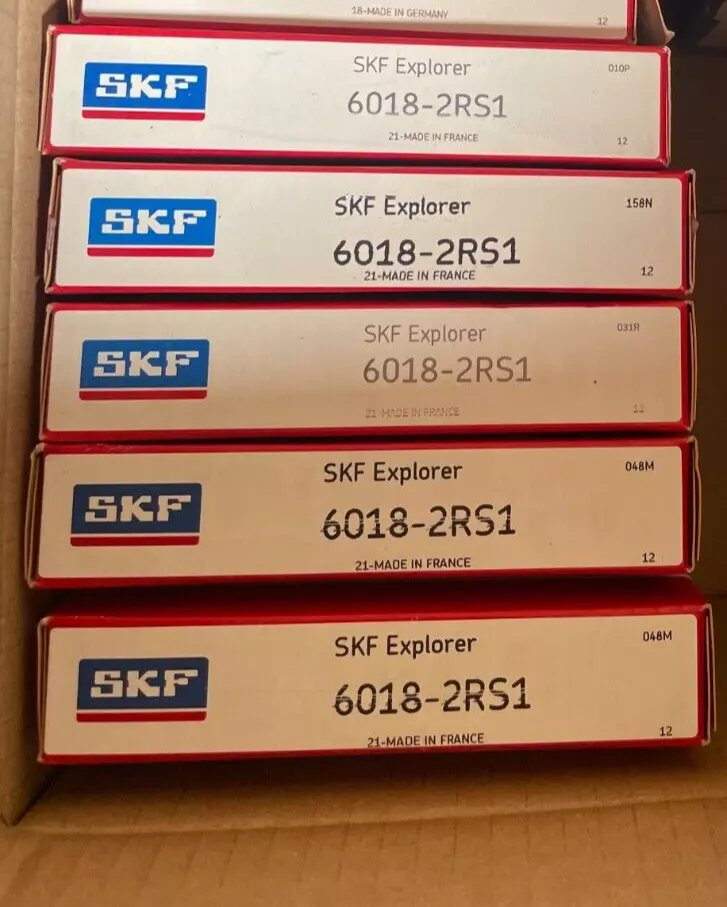 18-MADE IN GERMANY
12
SKF
SKF Explorer
010P
6018-2RS1
21-MADE IN FRANCE
12
SKF
SKF Explorer
158N
6018-2RS1
21-MADE IN FRANCE
12
SKF
SKF Explorer
031R
6018-2RS1
21-MADE IN FRANCE
12
SKF
SKF Explorer
048M
6018-2RS1
21-MADE IN FRANCE
12
SKF
SKF Explorer
048M
6018-2RS1
21-MADE IN FRANCE
12